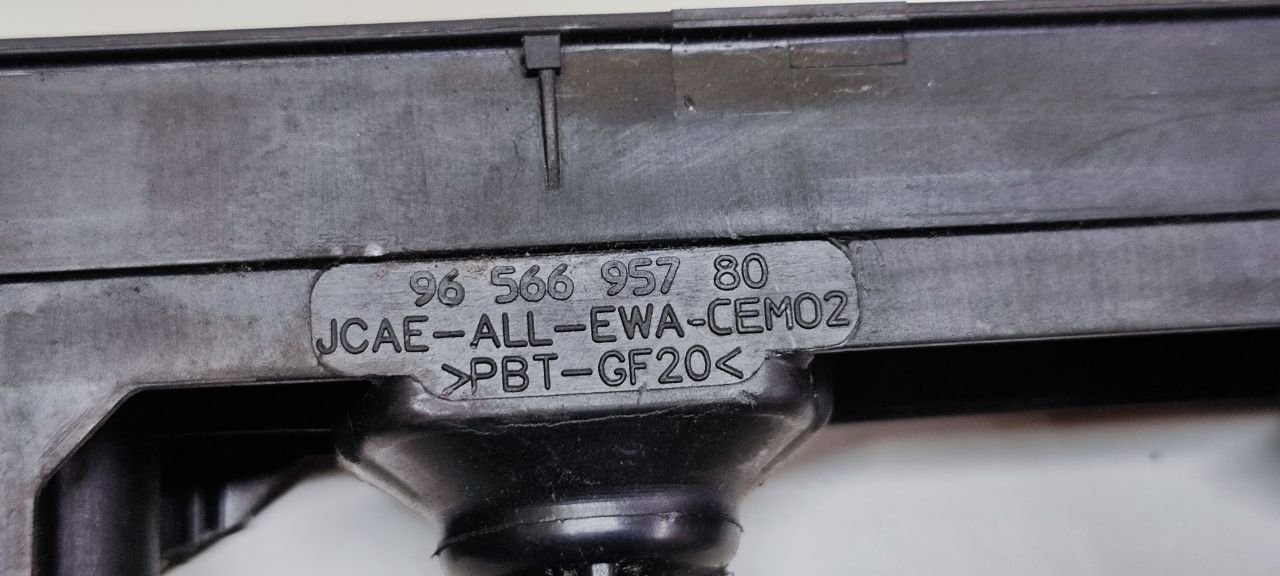 96 566 957 80
JCAE-ALL-EWA-CEM02
>PBT-GF20<